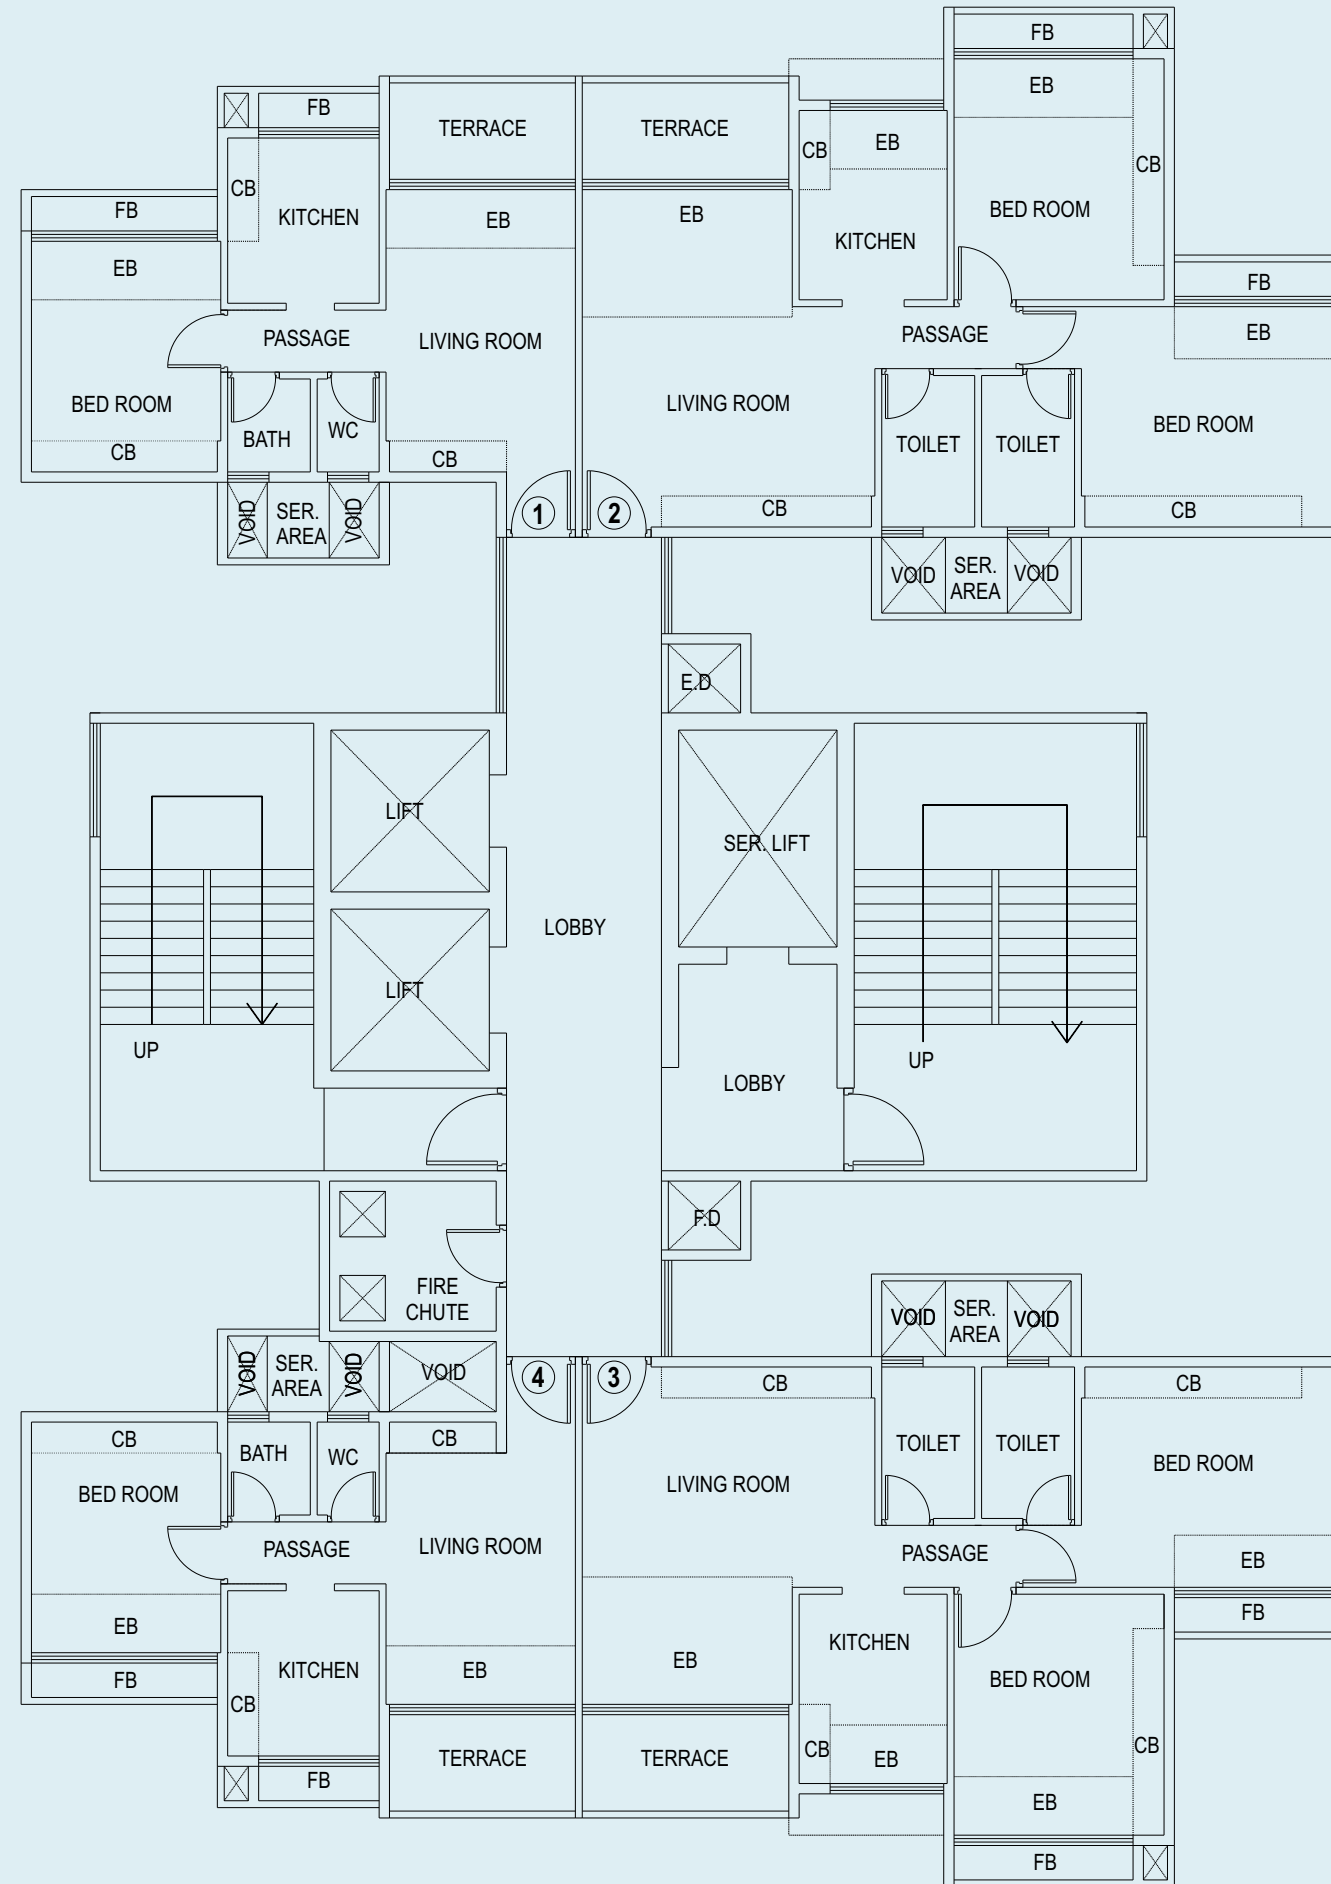 FB
FB
EB
FB
TERRACE
TERRACE
CB
EB
CB
CB
KITCHEN
FB
EB
EB
BED ROOM
KITCHEN
EB
FB
PASSAGE
LIVING ROOM
PASSAGE
EB
BED ROOM
LIVING ROOM
BED ROOM
BATH
WC
TOILET
TOILET
CB
CB
CB
CB
VOID
SER.
AREA
VOID
1
2
VOID
SER.
AREA
VOID
E.D
LIFT
SER. LIFT
LOBBY
LIFT
UP
UP
LOBBY
F.D
FIRE
CHUTE
VOID
SER.
AREA
VOID
VOID
SER.
AREA
VOID
VOID
4
3
CB
CB
CB
CB
BATH
WC
TOILET
TOILET
BED ROOM
LIVING ROOM
BED ROOM
PASSAGE
LIVING ROOM
PASSAGE
EB
FB
EB
KITCHEN
EB
EB
KITCHEN
BED ROOM
FB
CB
TERRACE
TERRACE
CB
EB
CB
FB
EB
FB